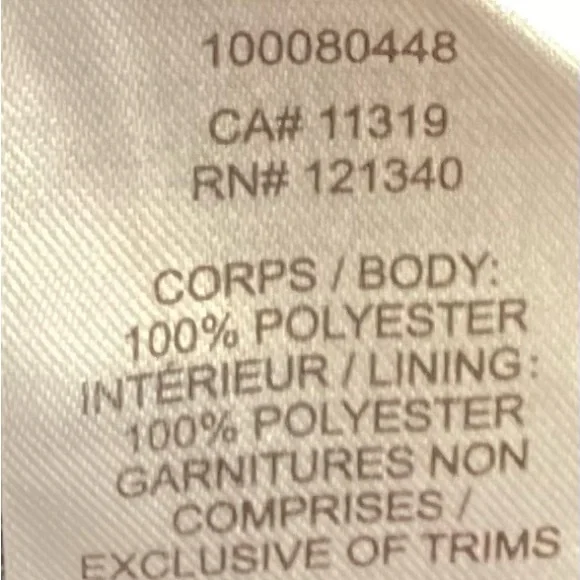 100080448
CA# 11319
RN# 121340
CORPS / BODY:
100% POLYESTER
INTÉRIEUR / LINING:
100% POLYESTER
GARNITURES NON
COMPRISES /
EXCLUSIVE OF TRIMS